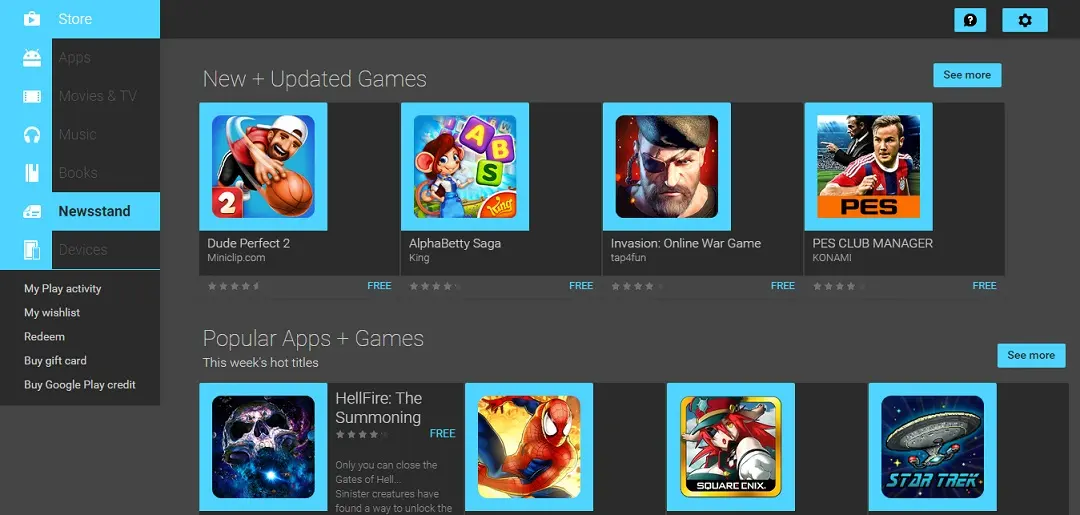 Store
Apps
Movies & TV
Music
Books
Newsstand
Devices
My Play activity
My wishlist
Redeem
Buy gift card
Buy Google Play credit
New + Updated Games
See more
2
A B S
King
PES
Dude Perfect 2
Miniclip.com
FREE
AlphaBetty Saga
King
FREE
Invasion: Online War Game
tap4fun
FREE
PES CLUB MANAGER
KONAMI
FREE
Popular Apps + Games
This week's hot titles
See more
HellFire: The
Summoning
FREE
Only you can close the
Gates of Hell...
Sinister creatures have
found a way to unlock the
SQUARE ENIX
STAR TREK